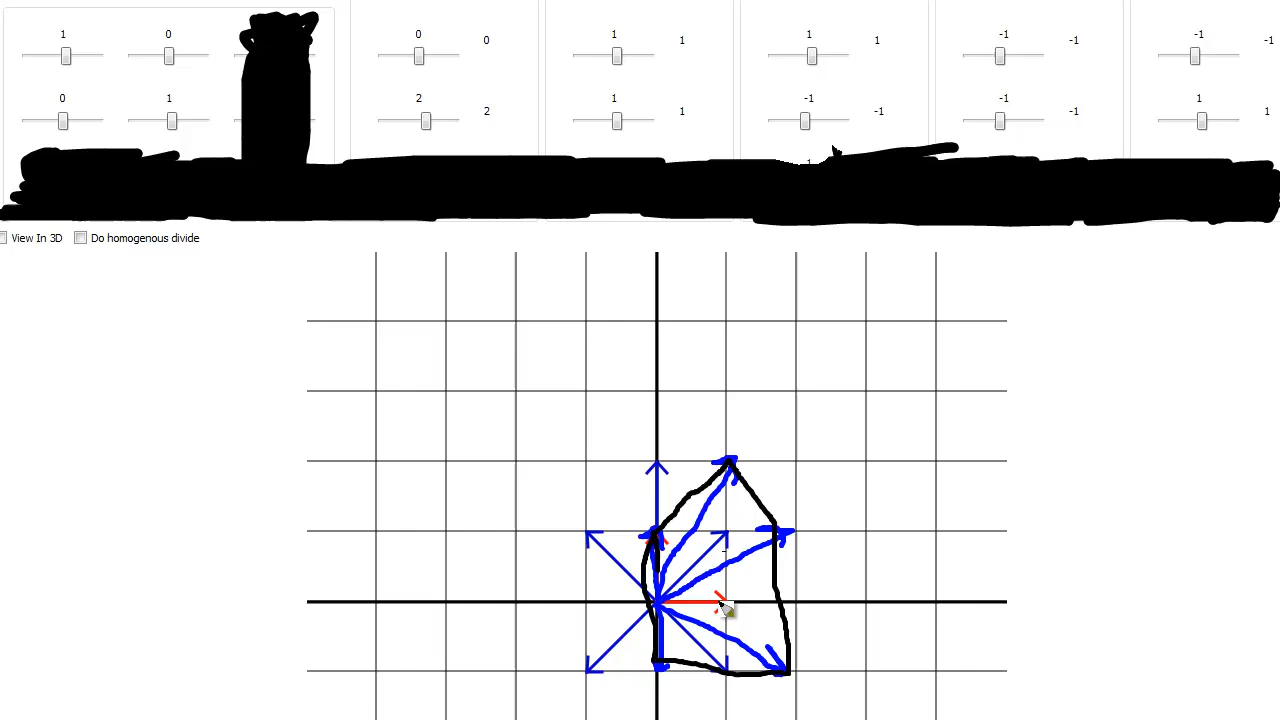 1 0 0 1 1 -1 -1
0 1 1 -1 -1
0 1 2 1 -1 -1 1
2 1 -1 -1 1
1
View In 3D Do homogenous divide